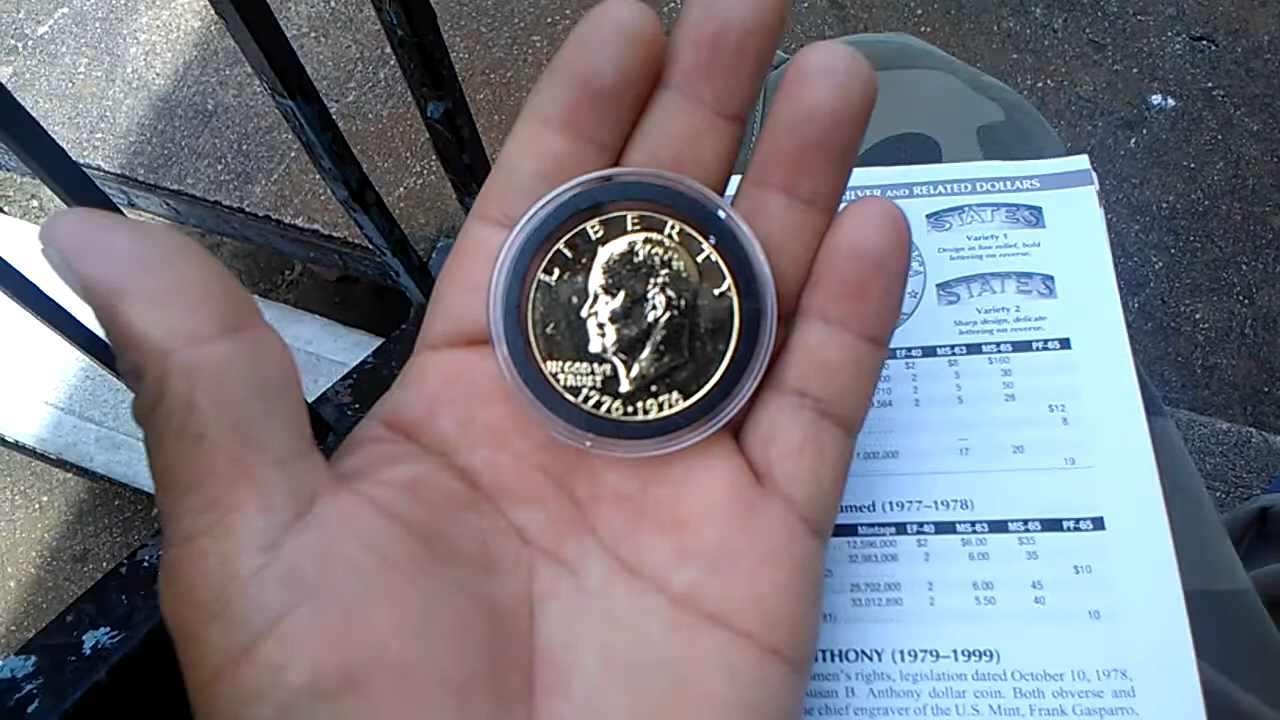 LIBERTY
IN GOD WE
TRUST
1776·1976
ILVER AND RELATED DOLLARS
STATES
Variety 1
Design in low relief, bold
lettering on reverse.
STATES
Variety 2
Sharp design, delicate
lettering on reverse.
EF-40 MS-63 MS-65 PF-65
$2 $8 $160
2 5 30
2 5 50
2 5 28
$12
8
1,000,000 17 20
19
umed (1977–1978)
Mintage EF-40 MS-63 MS-65 PF-65
12,596,000 $2 $6.00 $35
32,983,006 2 6.00 35
$10
25,702,000 2 6.00 45
33,012,890 2 5.50 40
10
THONY (1979–1999)
men's rights, legislation dated October 10, 1978,
usan B. Anthony dollar coin. Both obverse and
e chief engraver of the U.S. Mint, Frank Gasparro,